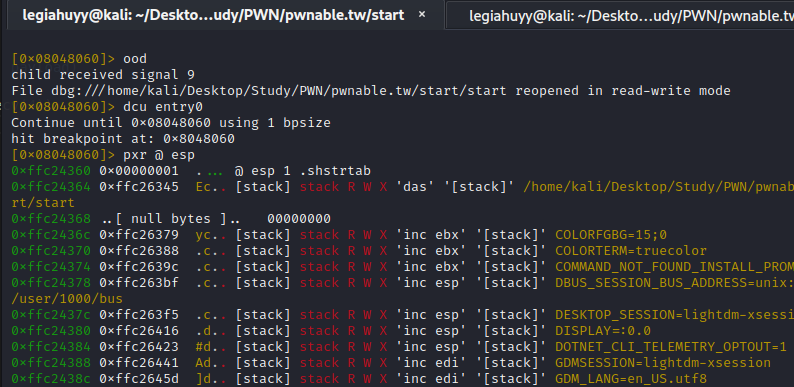 legiahuyy@kali: ~/Deskto...udy/PWN/pwnable.tw/start × legiahuyy@kali: ~/Deskto...udy/PWN/pwnable.tw
[0×08048060]> ood
child received signal 9
File dbg:///home/kali/Desktop/Study/PWN/pwnable.tw/start/start reopened in read-write mode
[0×08048060]> dcu entry0
Continue until 0×08048060 using 1 bpsize
hit breakpoint at: 0×8048060
[0×08048060]> pxr @ esp
0×ffc24360 0×00000001 .... @ esp 1 .shstrtab
0×ffc24364 0×ffc26345 Ec.. [stack] stack R W X 'das' '[stack]' /home/kali/Desktop/Study/PWN/pwnab
rt/start
0×ffc24368 ..[ null bytes ].. 00000000
0×ffc2436c 0×ffc26379 yc.. [stack] stack R W X 'inc ebx' '[stack]' COLORFGBG=15;0
0×ffc24370 0×ffc26388 .c.. [stack] stack R W X 'inc ebx' '[stack]' COLORTERM=truecolor
0×ffc24374 0×ffc2639c .c.. [stack] stack R W X 'inc ebx' '[stack]' COMMAND_NOT_FOUND_INSTALL_PROM
0×ffc24378 0×ffc263bf .c.. [stack] stack R W X 'inc esp' '[stack]' DBUS_SESSION_BUS_ADDRESS=unix:
/user/1000/bus
0×ffc2437c 0×ffc263f5 .c.. [stack] stack R W X 'inc esp' '[stack]' DESKTOP_SESSION=lightdm-xsessi
0×ffc24380 0×ffc26416 .d.. [stack] stack R W X 'inc esp' '[stack]' DISPLAY=:0.0
0×ffc24384 0×ffc26423 #d.. [stack] stack R W X 'inc esp' '[stack]' DOTNET_CLI_TELEMETRY_OPTOUT=1
0×ffc24388 0×ffc26441 Ad.. [stack] stack R W X 'inc edi' '[stack]' GDMSESSION=lightdm-xsession
0×ffc2438c 0×ffc2645d ]d.. [stack] stack R W X 'inc edi' '[stack]' GDM_LANG=en_US.utf8